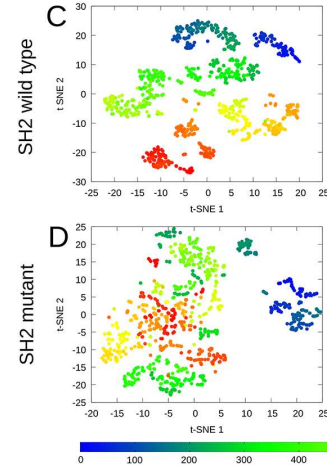 C
SH2 wild type
30
20
10
0
-10
-20
-30
t SNE 2
-25 -20 -15 -10 -5 0 5 10 15 20 25
t-SNE 1
D
SH2 mutant
25
20
15
10
5
0
-5
-10
-15
-20
-25
t-SNE 2
-20 -15 -10 -5 0 5 10 15 20 25
t-SNE 1
0 100 200 300 400